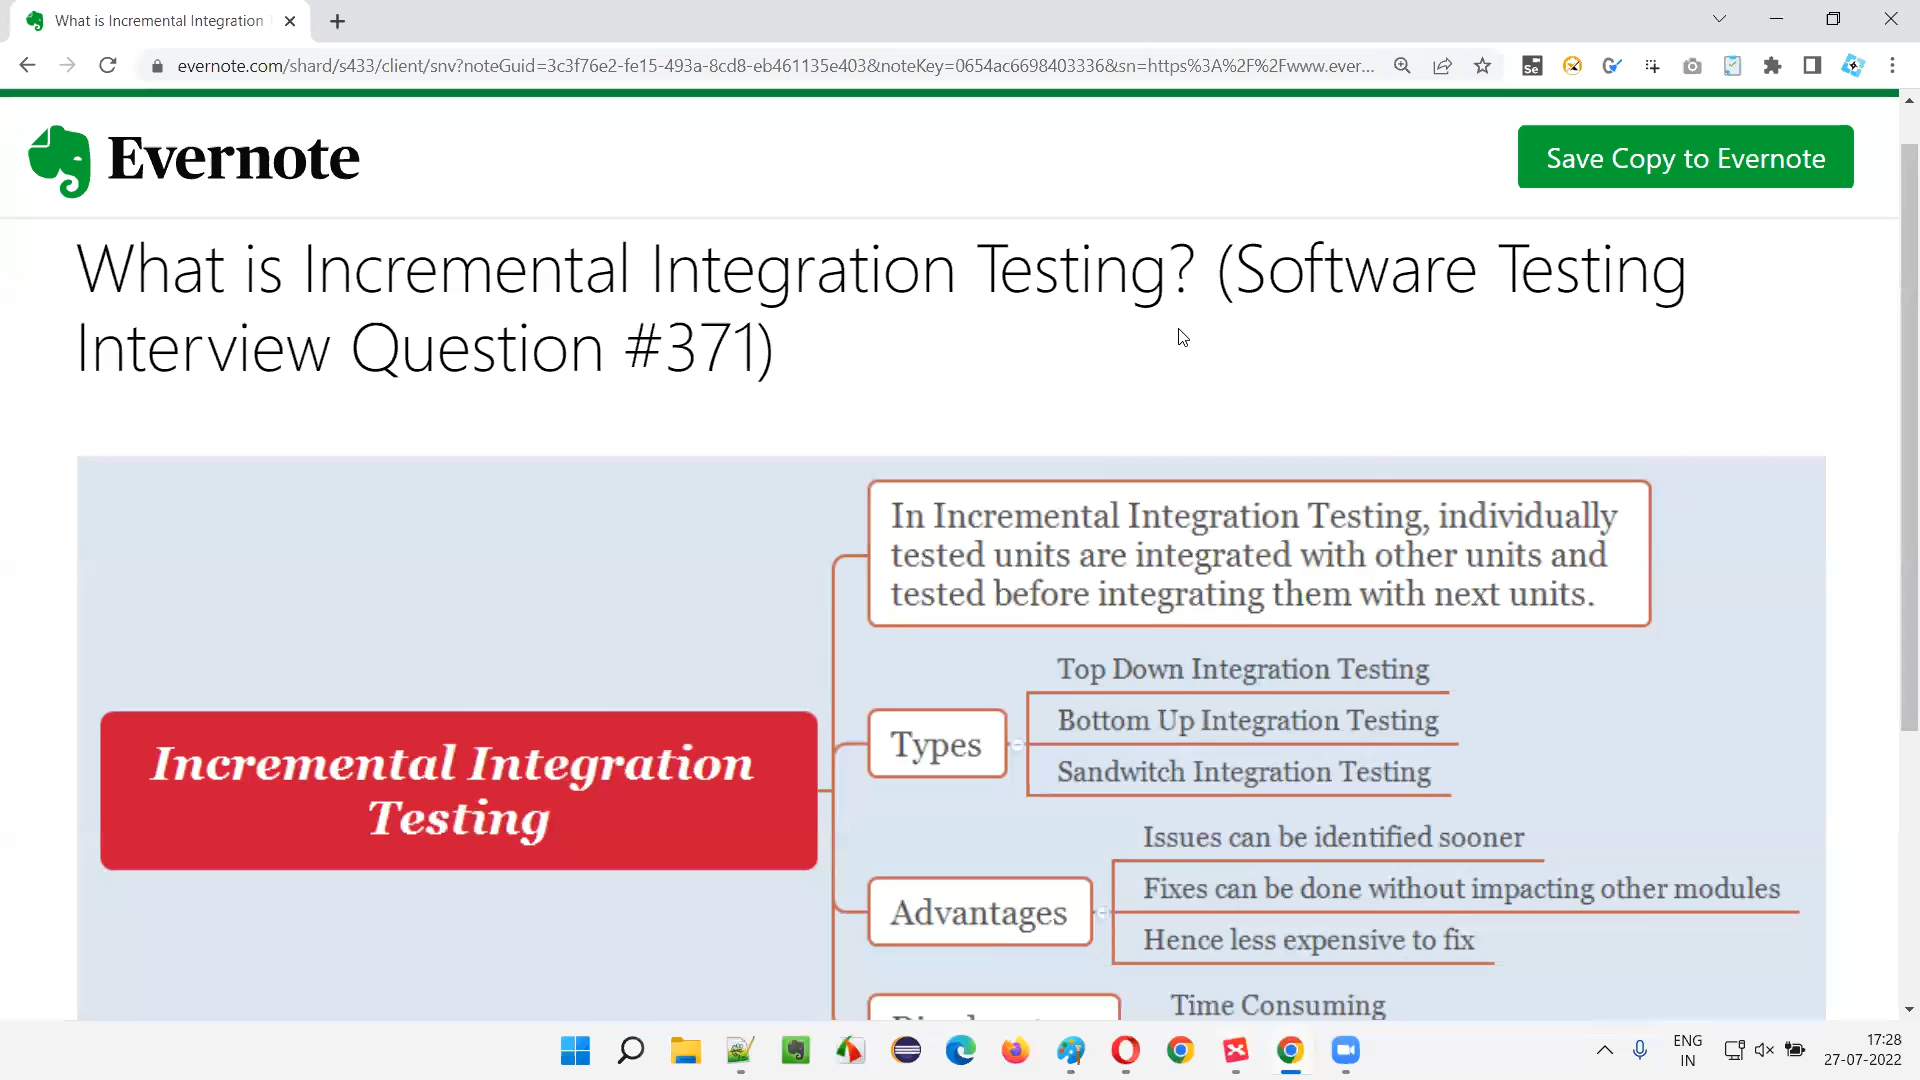 What is Incremental Integration
evernote.com/shard/s433/client/snv?noteGuid=3c3f76e2-fe15-493a-8cd8-eb461135e403&noteKey=0654ac6698403336&sn=https%3A%2F%2Fwww.ever...
Se
Evernote
Save Copy to Evernote
What is Incremental Integration Testing? (Software Testing
Interview Question #371)
In Incremental Integration Testing, individually
tested units are integrated with other units and
tested before integrating them with next units.
Top Down Integration Testing
Types
Bottom Up Integration Testing
Sandwitch Integration Testing
Incremental Integration
Testing
Issues can be identified sooner
Advantages
Fixes can be done without impacting other modules
Hence less expensive to fix
Time Consuming
ENG
IN
17:28
27-07-2022